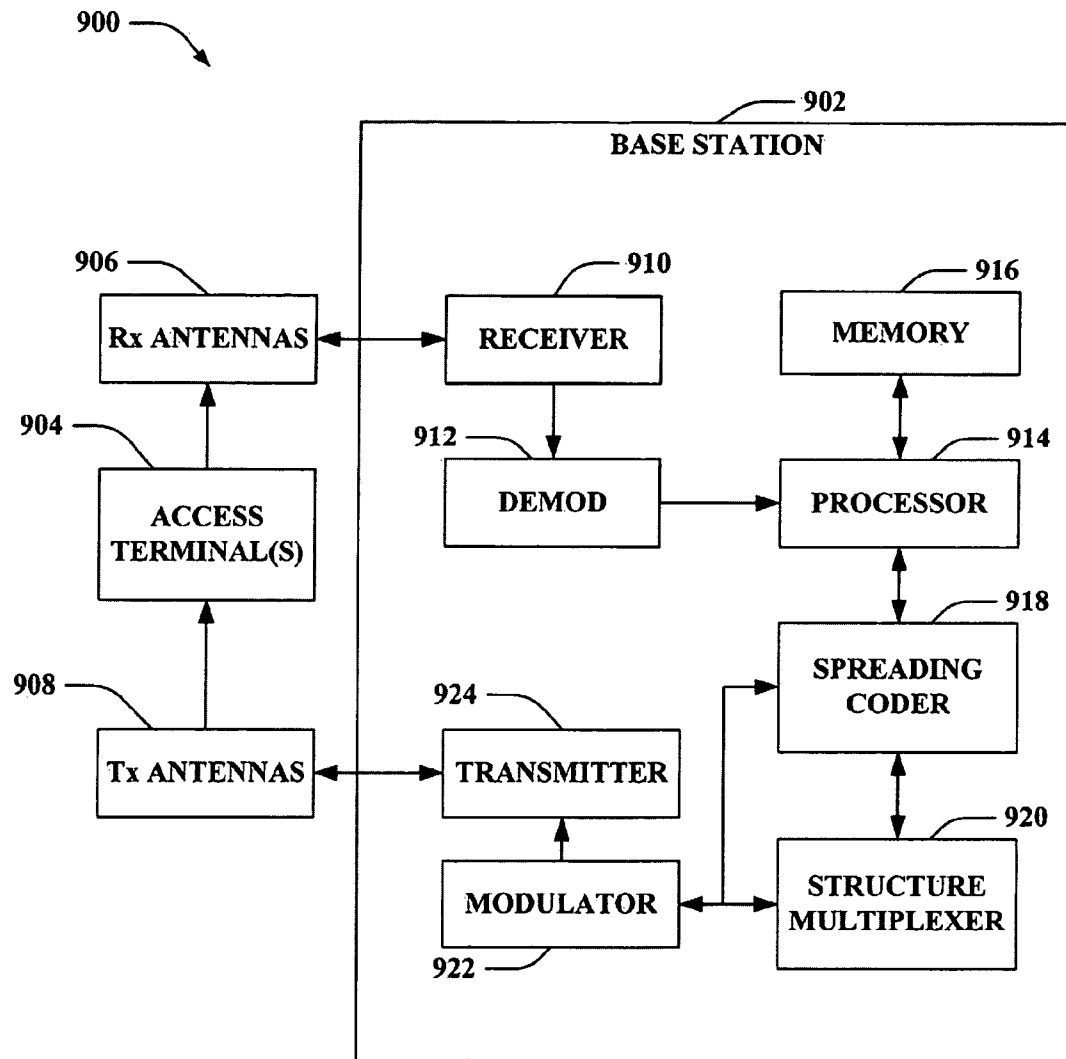 900
902
BASE STATION
906
910
916
Rx ANTENNAS
RECEIVER
MEMORY
904
912
914
ACCESS
TERMINAL(S)
DEMOD
PROCESSOR
918
SPREADING
CODER
908
924
Tx ANTENNAS
TRANSMITTER
920
MODULATOR
STRUCTURE
MULTIPLEXER
922